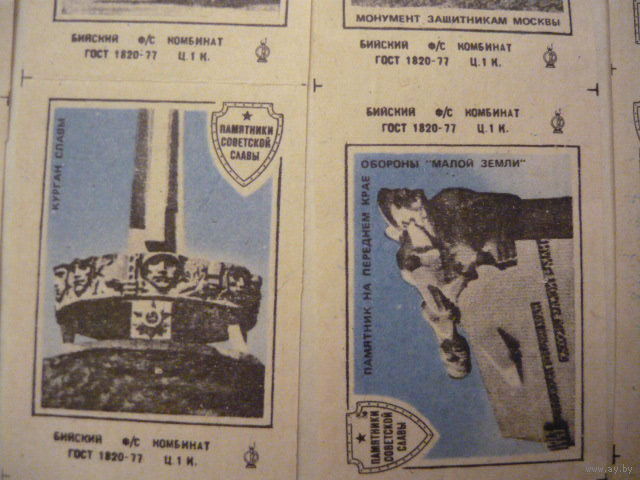 МОНУМЕНТ ЗАЩИТНИКАМ МОСКВЫ
БИЙСКИЙ Ф/С КОМБИНАТ
ГОСТ 1820-77 Ц.1 К.
БИЙСКИЙ Ф/С КОМБИНАТ
ГОСТ 1820-77 Ц.1 К.
КУРГАН СЛАВЫ
ПАМЯТНИКИ
СОВЕТСКОЙ
СЛАВЫ
БИЙСКИЙ Ф/С КОМБИНАТ
ГОСТ 1820-77 Ц.1 К.
БИЙСКИЙ Ф/С КОМБИНАТ
ГОСТ 1820-77 Ц.1 К.
ПАМЯТНИК НА ПЕРЕДНЕМ КРАЕ
ОБОРОНЫ "МАЛОЙ ЗЕМЛИ"
ПАМЯТНИКИ
СОВЕТСКОЙ
СЛАВЫ
www.ay.by